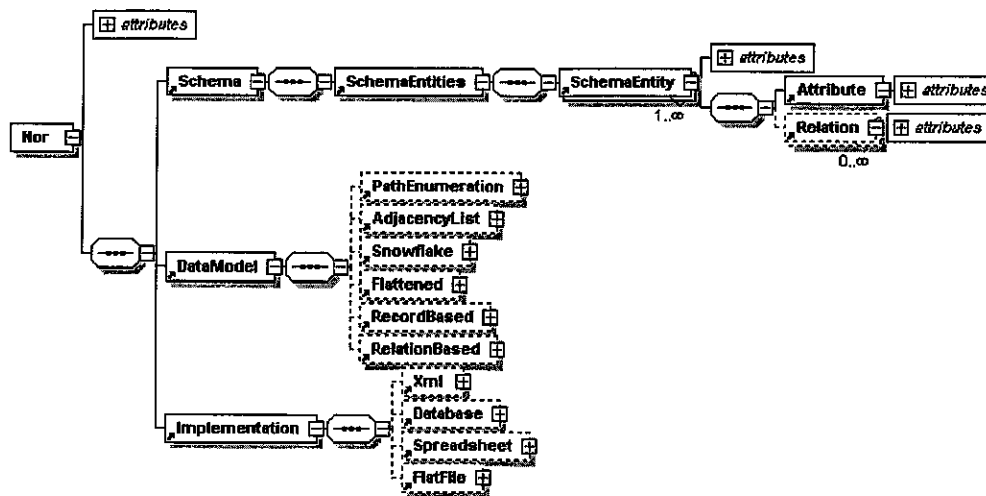 attributes
attributes
Schema
SchemaEntities
SchemaEntity
1..∞
Attribute
attributes
Relation
attributes
0..∞
Nor
PathEnumeration
AdjacencyList
Snowflake
DataModel
Flattened
RecordBased
RelationBased
Xml
Database
Implementation
Spreadsheet
FlatFile